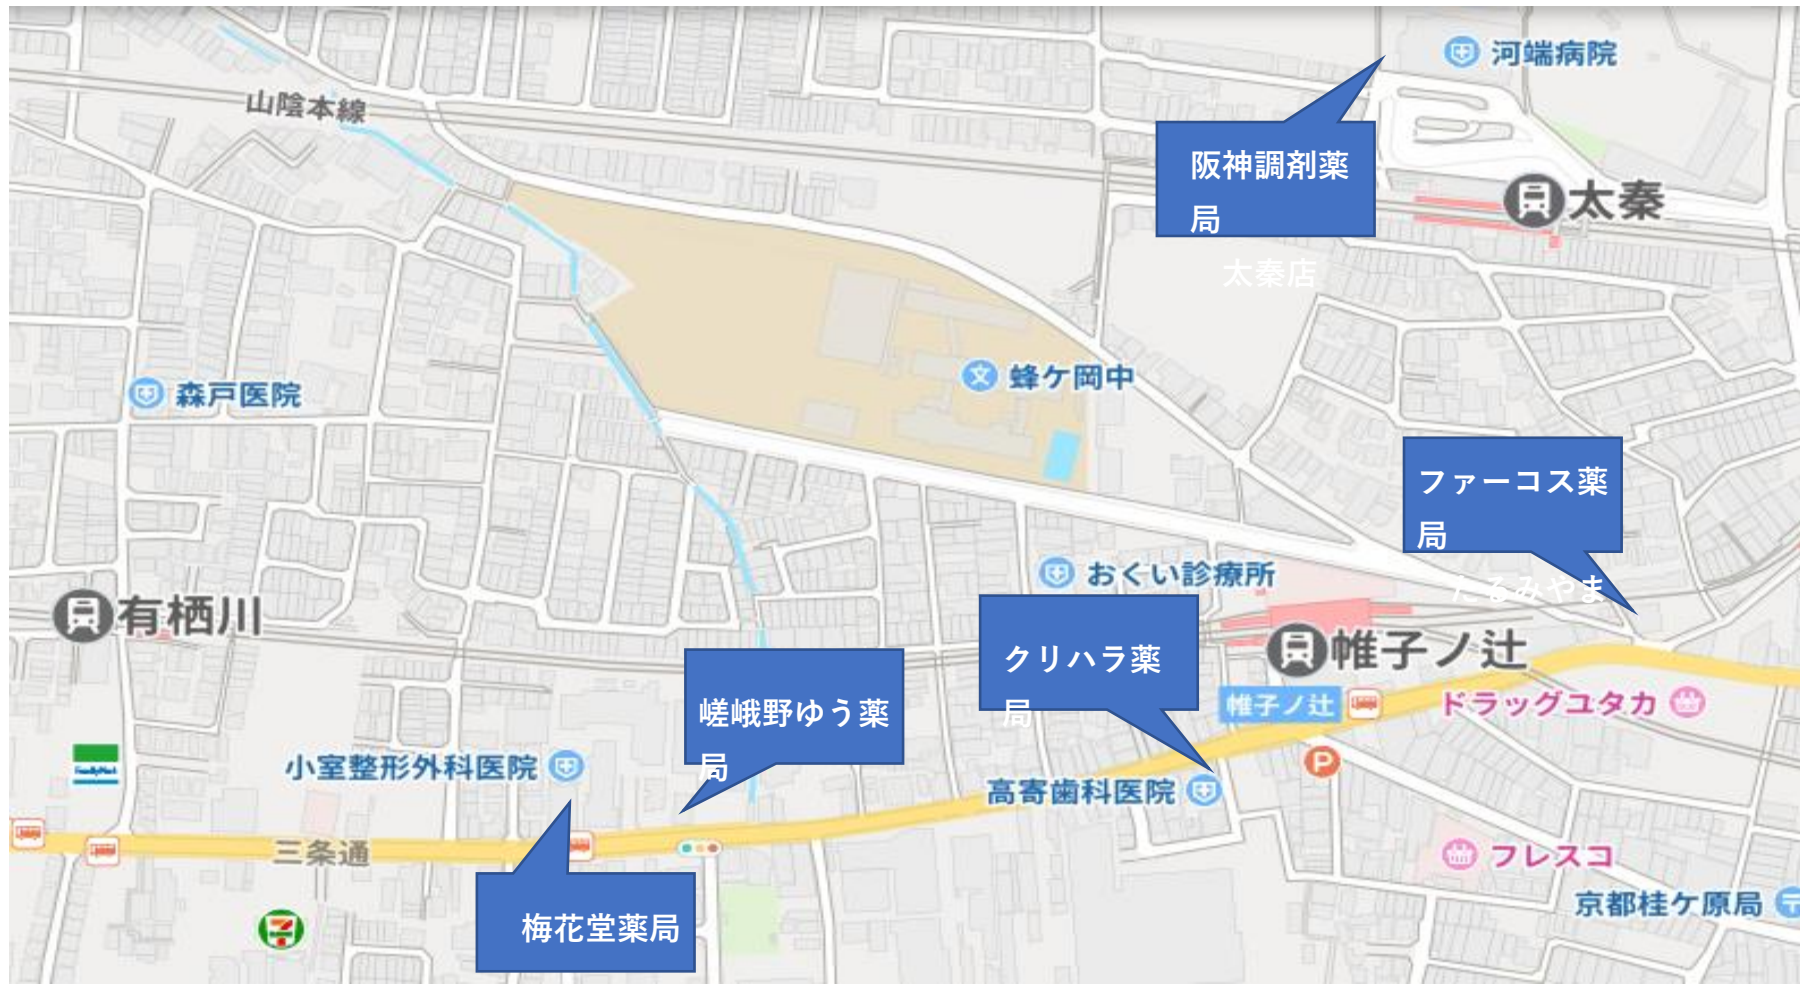 河端病院
山陰本線
阪神調剤薬
局
太秦店
太秦
蜂ケ岡中
森戸医院
ファーコス薬
局
たるみやま
おくい診療所
有栖川
クリハラ薬
局
帷子ノ辻
嵯峨野ゆう薬
局
帷子ノ辻
ドラッグユタカ
FamilyMart
小室整形外科医院
P
高寄歯科医院
三条通
フレスコ
梅花堂薬局
7
京都桂ケ原局